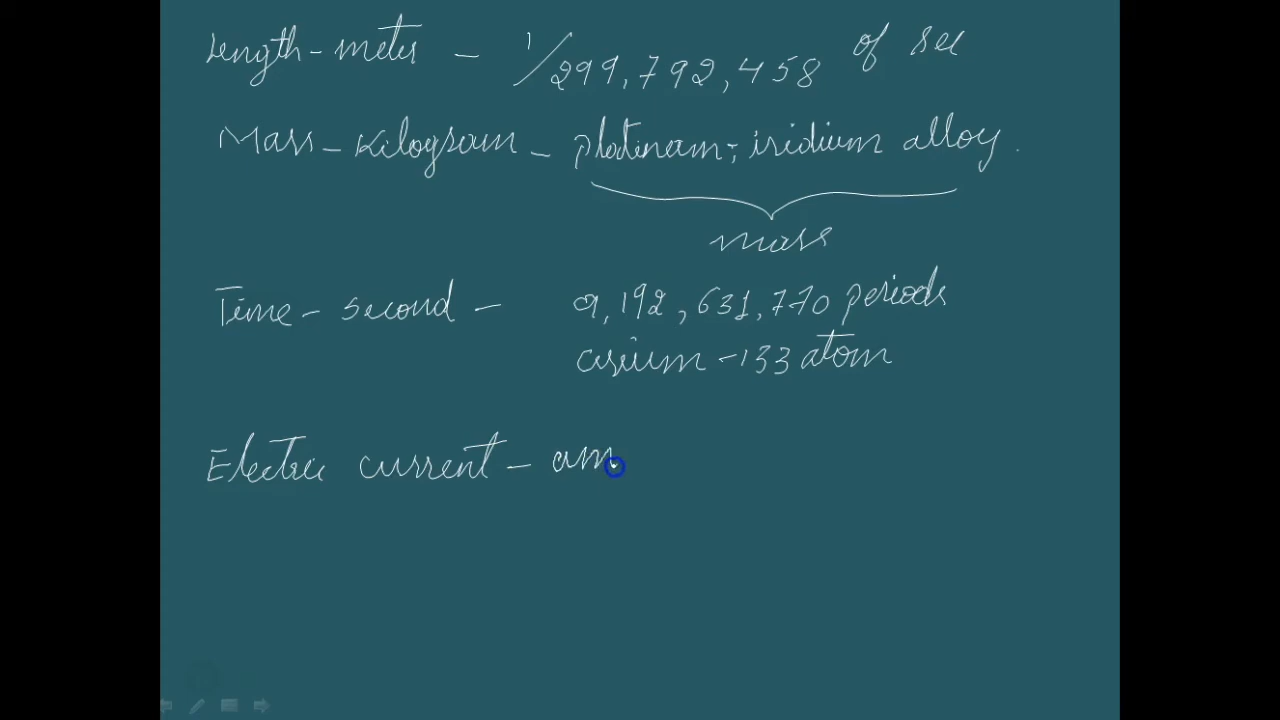 Length - meter - 1/299,792,458 of sec
Mass - Kilogram - platinam - iridium alloy.
mass
Time - second - 9,192,631,770 periods
cesium - 133 atom
Electric current - am